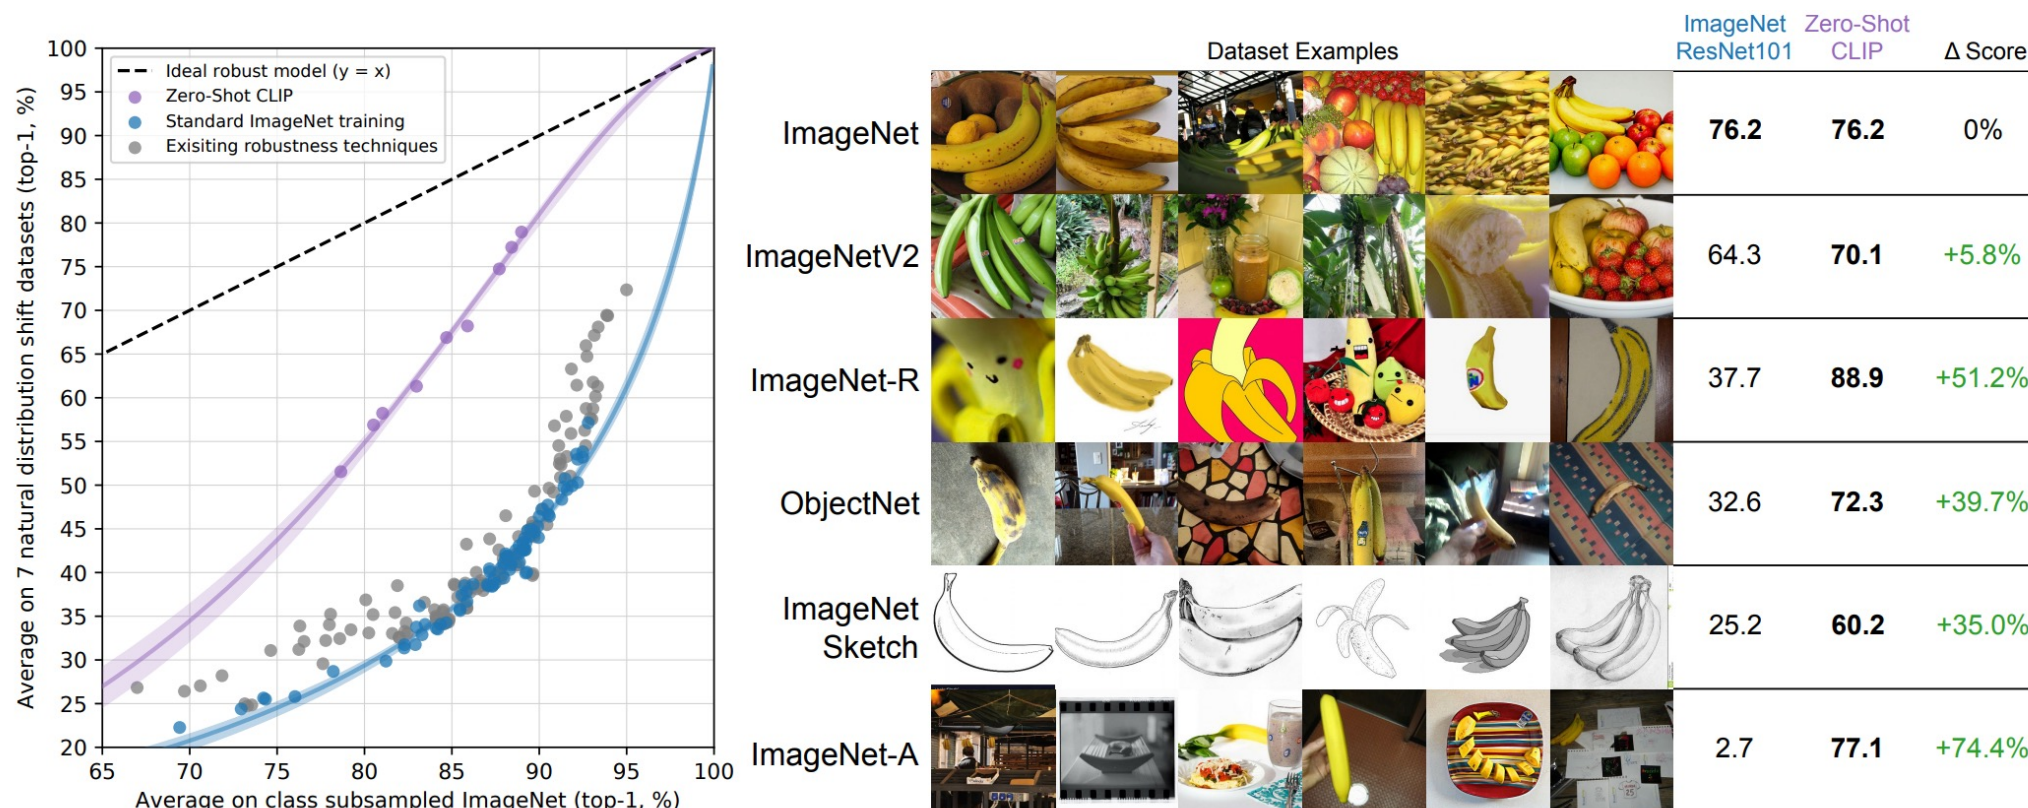 Average on 7 natural distribution shift datasets (top-1, %)
100
95
90
85
80
75
70
65
60
55
50
45
40
35
30
25
20
Ideal robust model (y = x)
Zero-Shot CLIP
Standard ImageNet training
Exisiting robustness techniques
65 70 75 80 85 90 95 100
Average on class subsampled ImageNet (top-1, %)
Dataset Examples
ImageNet
ResNet101
Zero-Shot
CLIP
Δ Score
ImageNet 76.2 76.2 0%
ImageNetV2 64.3 70.1 +5.8%
ImageNet-R 37.7 88.9 +51.2%
ObjectNet 32.6 72.3 +39.7%
ImageNet
Sketch 25.2 60.2 +35.0%
ImageNet-A 2.7 77.1 +74.4%